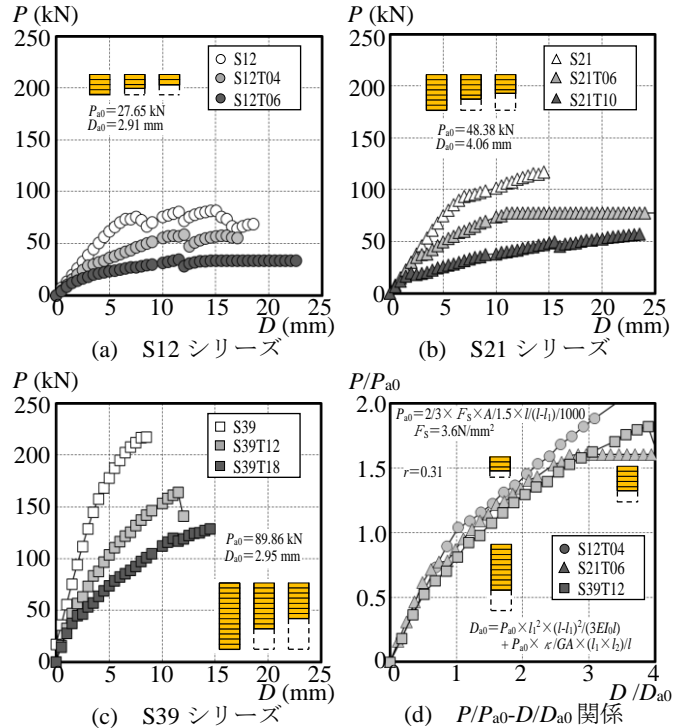 P (kN)
250
200
150
100
50
0
0 5 10 15 20 25
D (mm)
S12
S12T04
S12T06
Pa0=27.65 kN
Da0=2.91 mm
(a) S12 シリーズ
P (kN)
250
200
150
100
50
0
0 5 10 15 20 25
D (mm)
S21
S21T06
S21T10
Pa0=48.38 kN
Da0=4.06 mm
(b) S21 シリーズ
P (kN)
250
200
150
100
50
0
0 5 10 15 20 25
D (mm)
S39
S39T12
S39T18
Pa0=89.86 kN
Da0=2.95 mm
(c) S39 シリーズ
P/Pa0
2.0
1.5
1.0
0.5
0.0
0 1 2 3 4
D /Da0
Pa0=2/3× FS×A/1.5×l/(l-l1)/1000
FS=3.6N/mm²
r=0.31
S12T04
S21T06
S39T12
Da0=Pa0×l1²×(l-l1)²/(3EI0l)
+Pa0× κ/GA×(l1×l2)/l
(d) P/Pa0-D/Da0 関係